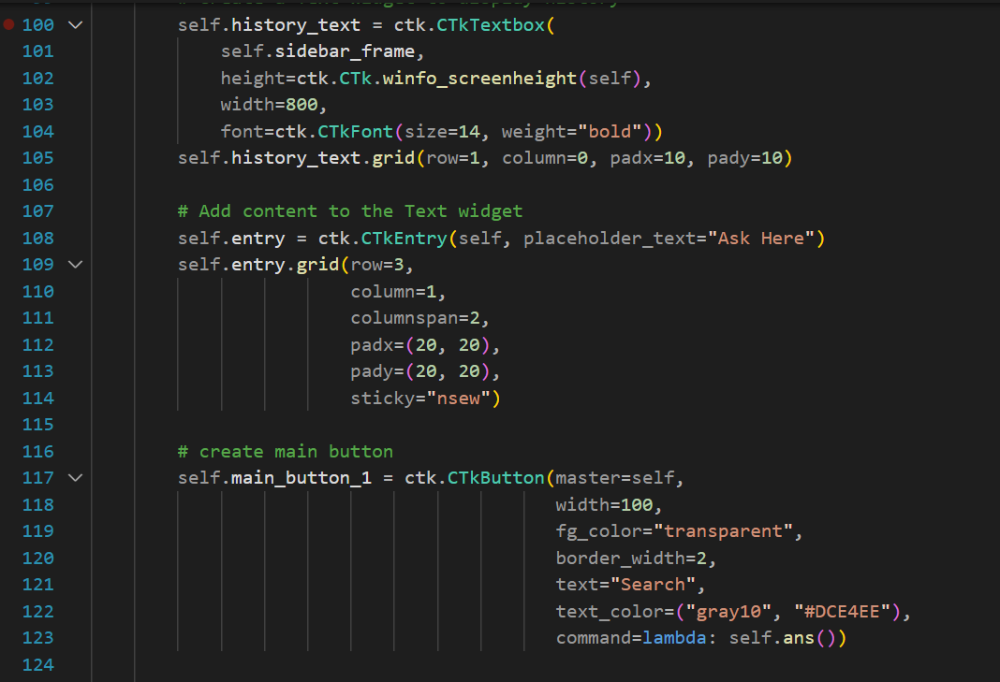 100 self.history_text = ctk.CTkTextbox(
101 self.sidebar_frame,
102 height=ctk.CTk.winfo_screenheight(self),
103 width=800,
104 font=ctk.CTkFont(size=14, weight="bold"))
105 self.history_text.grid(row=1, column=0, padx=10, pady=10)
106
107 # Add content to the Text widget
108 self.entry = ctk.CTkEntry(self, placeholder_text="Ask Here")
109 self.entry.grid(row=3,
110 column=1,
111 columnspan=2,
112 padx=(20, 20),
113 pady=(20, 20),
114 sticky="nsew")
115
116 # create main button
117 self.main_button_1 = ctk.CTkButton(master=self,
118 width=100,
119 fg_color="transparent",
120 border_width=2,
121 text="Search",
122 text_color=("gray10", "#DCE4EE"),
123 command=lambda: self.ans())
124